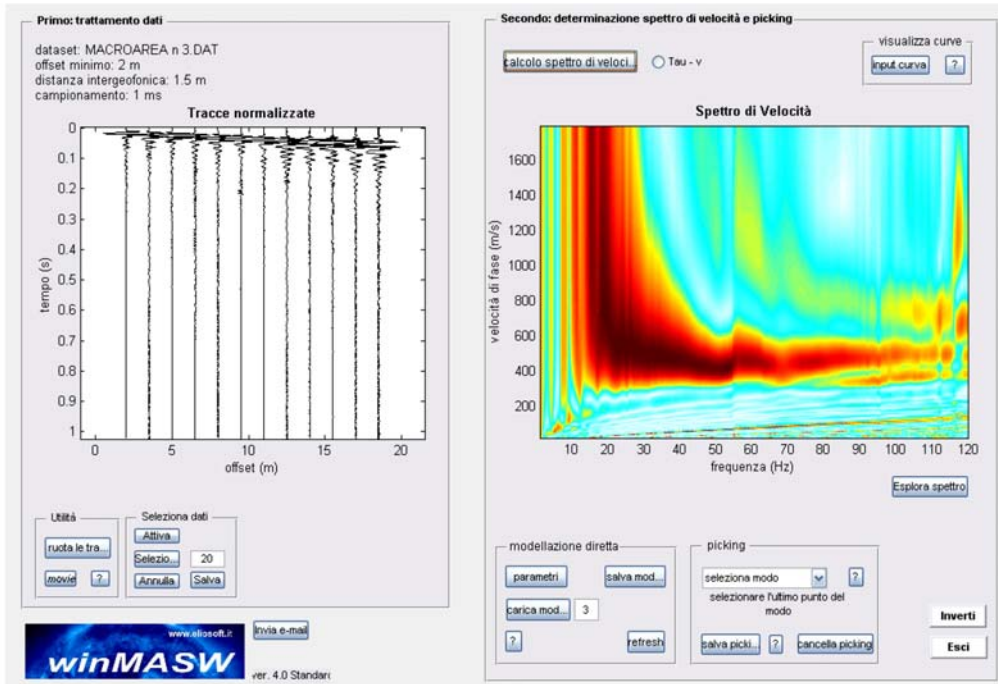 Primo: trattamento dati
dataset: MACROAREA n 3.DAT
offset minimo: 2 m
distanza intergeofonica: 1.5 m
campionamento: 1 ms
Tracce normalizzate
0
0.1
0.2
0.3
0.4
0.5
0.6
0.7
0.8
0.9
1
tempo (s)
0 5 10 15 20
offset (m)
Utilità
ruota le tra...
movie ?
Seleziona dati
Attiva
Selezio... 20
Annulla Salva
www.eliosoft.it
winMASW
Invia e-mail
ver. 4.0 Standar
Secondo: determinazione spettro di velocità e picking
calcolo spettro di veloci... Tau - v
visualizza curve
input curva ?
Spettro di Velocità
1600
1400
1200
1000
800
600
400
200
velocità di fase (m/s)
10 20 30 40 50 60 70 80 90 100 110 120
frequenza (Hz)
Esplora spettro
modellazione diretta
parametri salva mod...
carica mod... 3
? refresh
picking
seleziona modo ?
selezionare l'ultimo punto del
modo
salva picki... ? cancella picking
Inverti
Esci